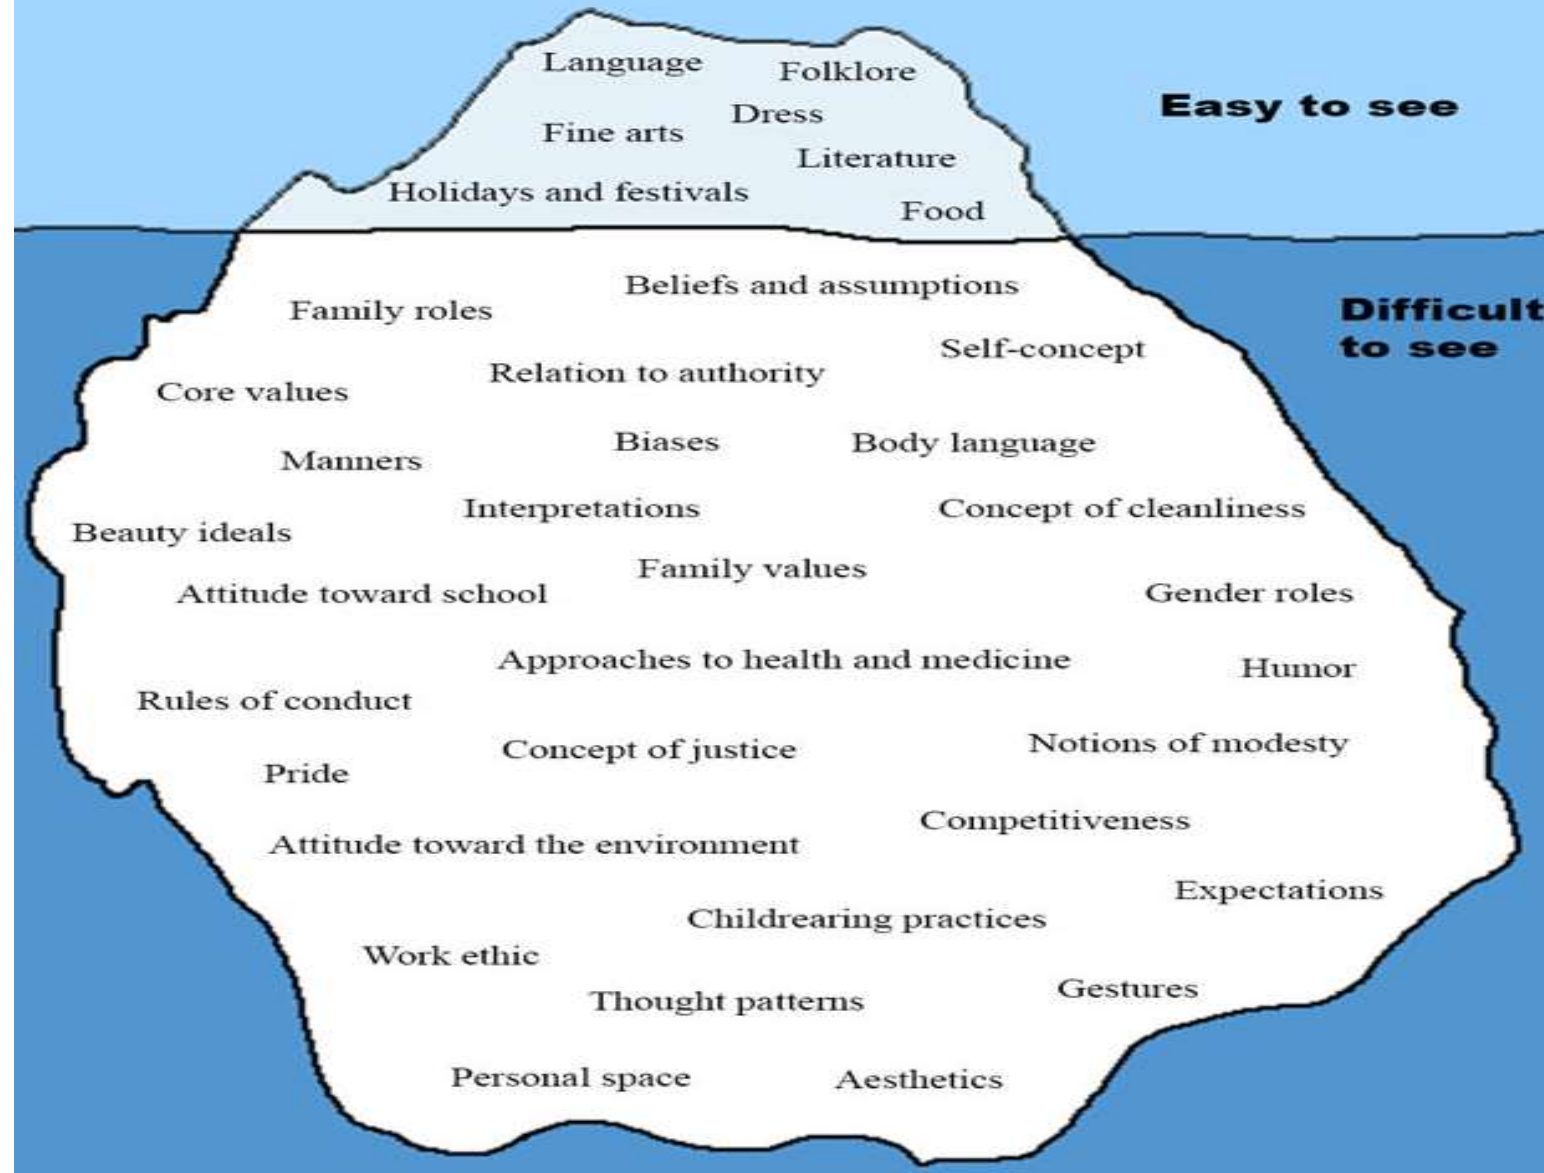 Language
Folklore
Easy to see
Dress
Fine arts
Literature
Holidays and festivals
Food
Beliefs and assumptions
Family roles
Difficult
to see
Self-concept
Relation to authority
Core values
Biases
Body language
Manners
Interpretations
Concept of cleanliness
Beauty ideals
Family values
Attitude toward school
Gender roles
Approaches to health and medicine
Humor
Rules of conduct
Notions of modesty
Concept of justice
Pride
Competitiveness
Attitude toward the environment
Expectations
Childrearing practices
Work ethic
Gestures
Thought patterns
Personal space
Aesthetics